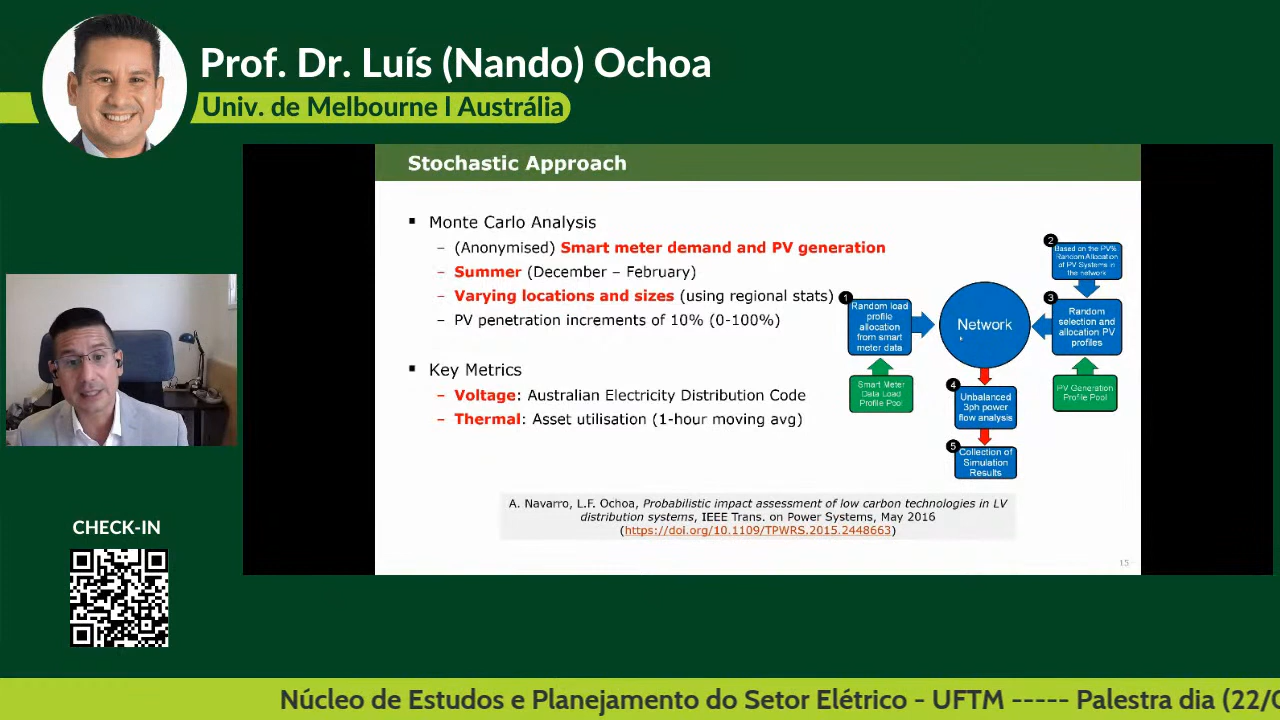 Prof. Dr. Luís (Nando) Ochoa
Univ. de Melbourne l Austrália
Stochastic Approach
Monte Carlo Analysis
– (Anonymised) Smart meter demand and PV generation
– Summer (December – February)
– Varying locations and sizes (using regional stats)
– PV penetration increments of 10% (0-100%)
Key Metrics
– Voltage: Australian Electricity Distribution Code
– Thermal: Asset utilisation (1-hour moving avg)
1
Random load
profile
allocation
from smart
meter data
Smart Meter
Data Load
Profile Pool
Network
2
Based on the PV%
Random Allocation
of PV Systems in
the network
3
Random
selection and
allocation PV
profiles
PV Generation
Profile Pool
4
Unbalanced
3ph power
flow analysis
5
Collection of
Simulation
Results
A. Navarro, L.F. Ochoa, Probabilistic impact assessment of low carbon technologies in LV
distribution systems, IEEE Trans. on Power Systems, May 2016
(https://doi.org/10.1109/TPWRS.2015.2448663)
15
CHECK-IN
Núcleo de Estudos e Planejamento do Setor Elétrico - UFTM ----- Palestra dia (22/